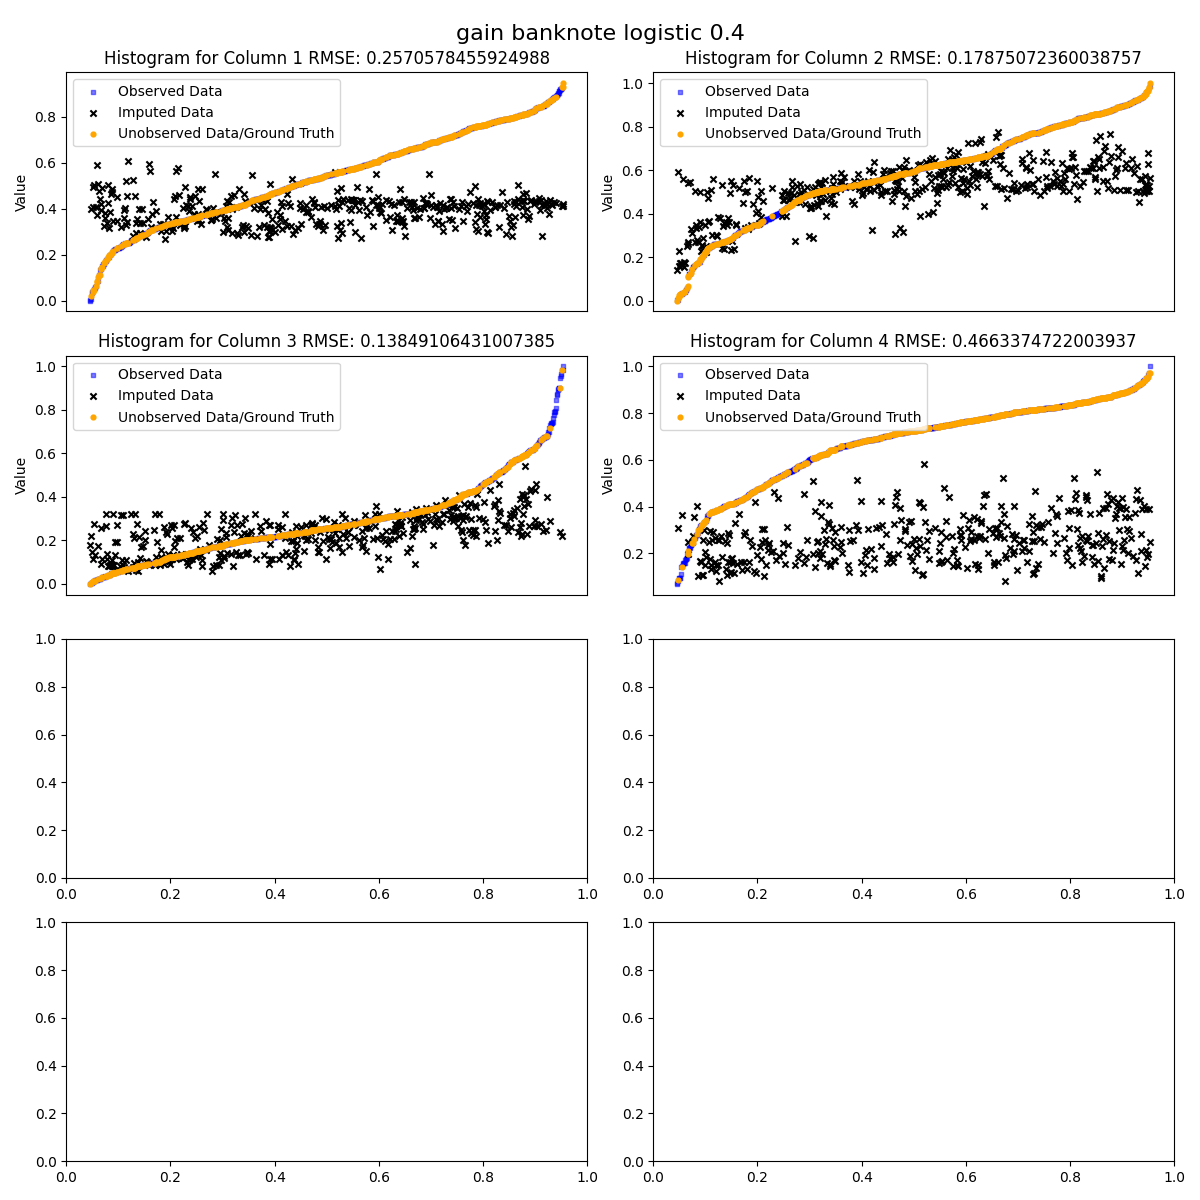 gain banknote logistic 0.4
Histogram for Column 1 RMSE: 0.2570578455924988
Value
0.8
0.6
0.4
0.2
0.0
Observed Data
Imputed Data
Unobserved Data/Ground Truth
Histogram for Column 2 RMSE: 0.17875072360038757
Value
1.0
0.8
0.6
0.4
0.2
0.0
Observed Data
Imputed Data
Unobserved Data/Ground Truth
Histogram for Column 3 RMSE: 0.13849106431007385
Value
1.0
0.8
0.6
0.4
0.2
0.0
Observed Data
Imputed Data
Unobserved Data/Ground Truth
Histogram for Column 4 RMSE: 0.4663374722003937
Value
1.0
0.8
0.6
0.4
0.2
Observed Data
Imputed Data
Unobserved Data/Ground Truth
1.0
0.8
0.6
0.4
0.2
0.0
0.0 0.2 0.4 0.6 0.8 1.0
1.0
0.8
0.6
0.4
0.2
0.0
0.0 0.2 0.4 0.6 0.8 1.0
1.0
0.8
0.6
0.4
0.2
0.0
0.0 0.2 0.4 0.6 0.8 1.0
1.0
0.8
0.6
0.4
0.2
0.0
0.0 0.2 0.4 0.6 0.8 1.0